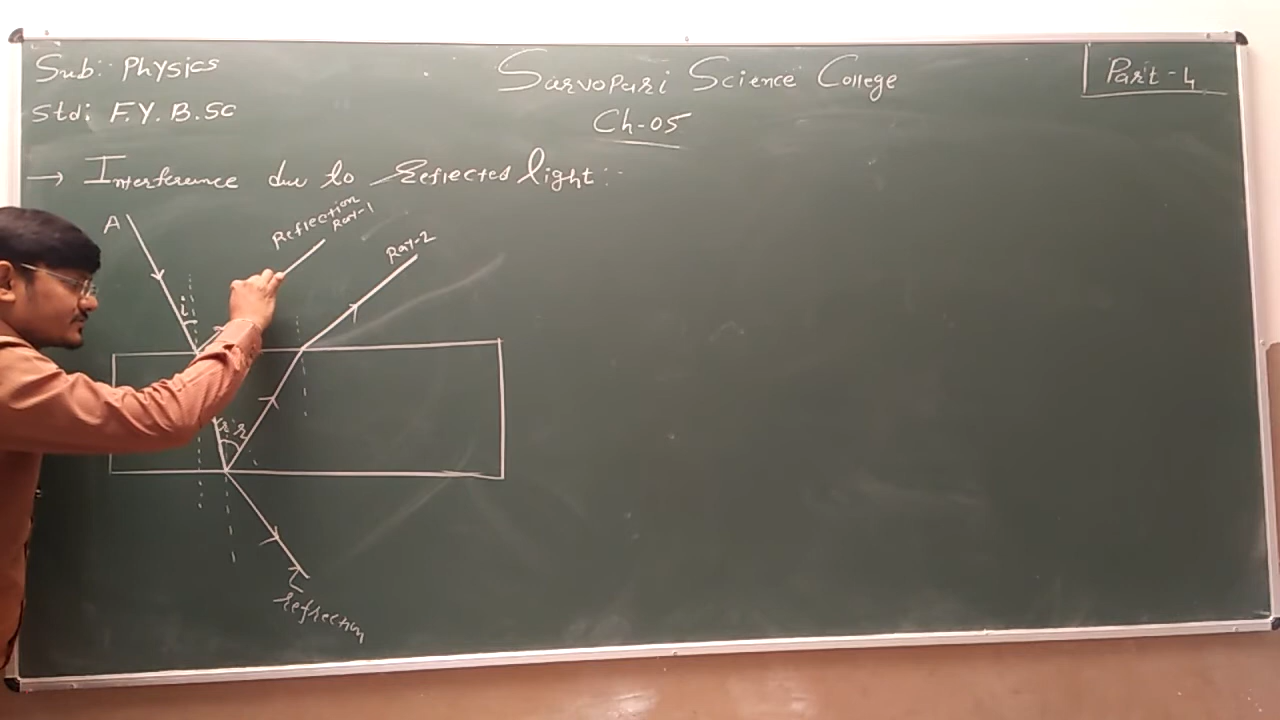 Sub: Physics
Sarvopari Science College
Part-4
Std: F.Y.B.Sc
Ch-05
→ Interference due to Reflected light:-
A
Reflection
Ray-1
Ray-2
i
r r
refrection